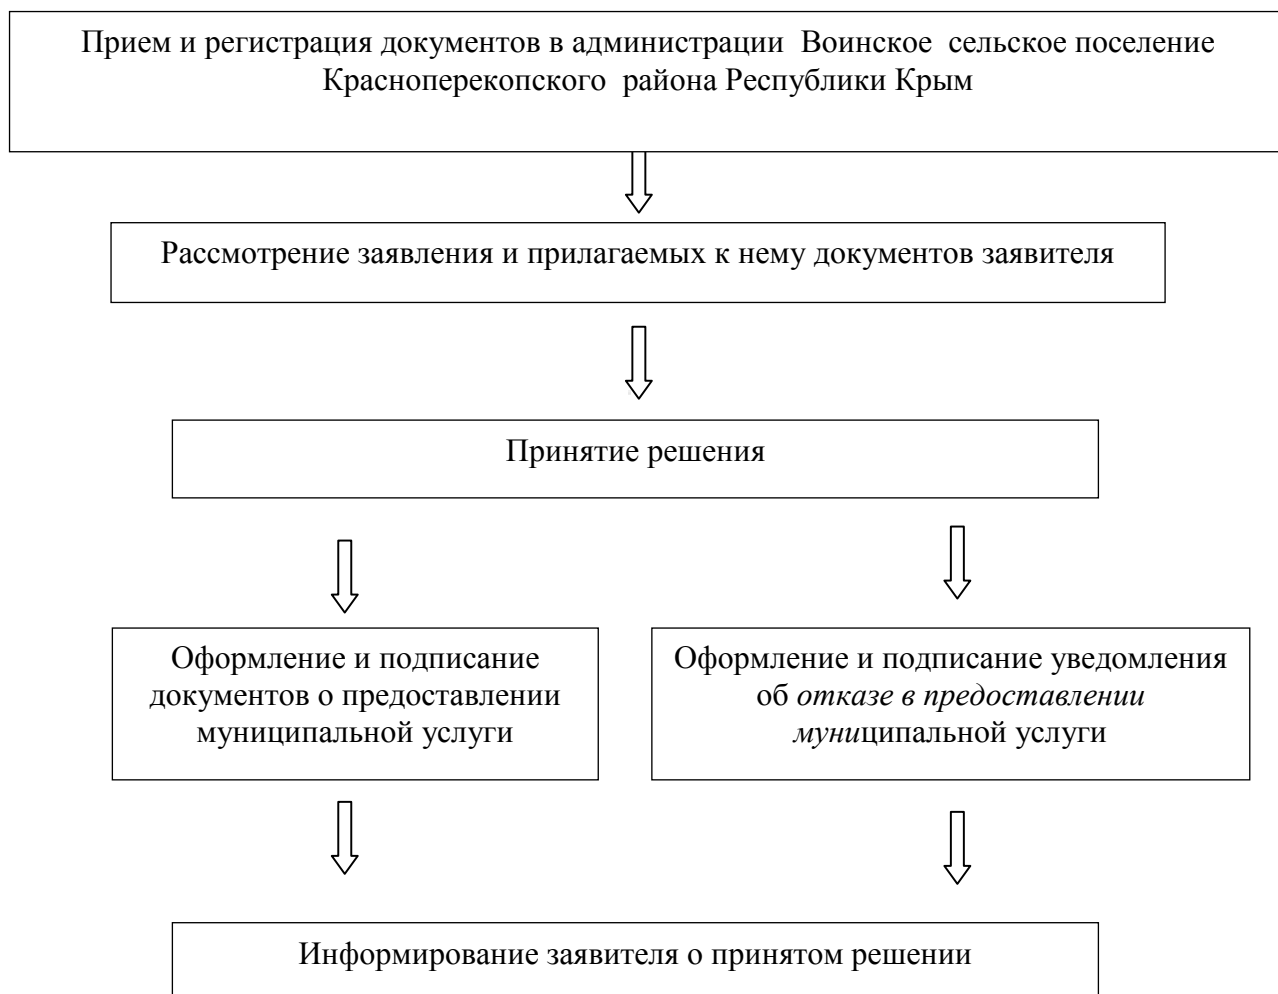 Прием и регистрация документов в администрации  Воинское  сельское поселение
Красноперекопского  района Республики Крым
Рассмотрение заявления и прилагаемых к нему документов заявителя
Принятие решения
Оформление и подписание
документов о предоставлении
муниципальной услуги
Оформление и подписание уведомления
об отказе в предоставлении
муниципальной услуги
Информирование заявителя о принятом решении